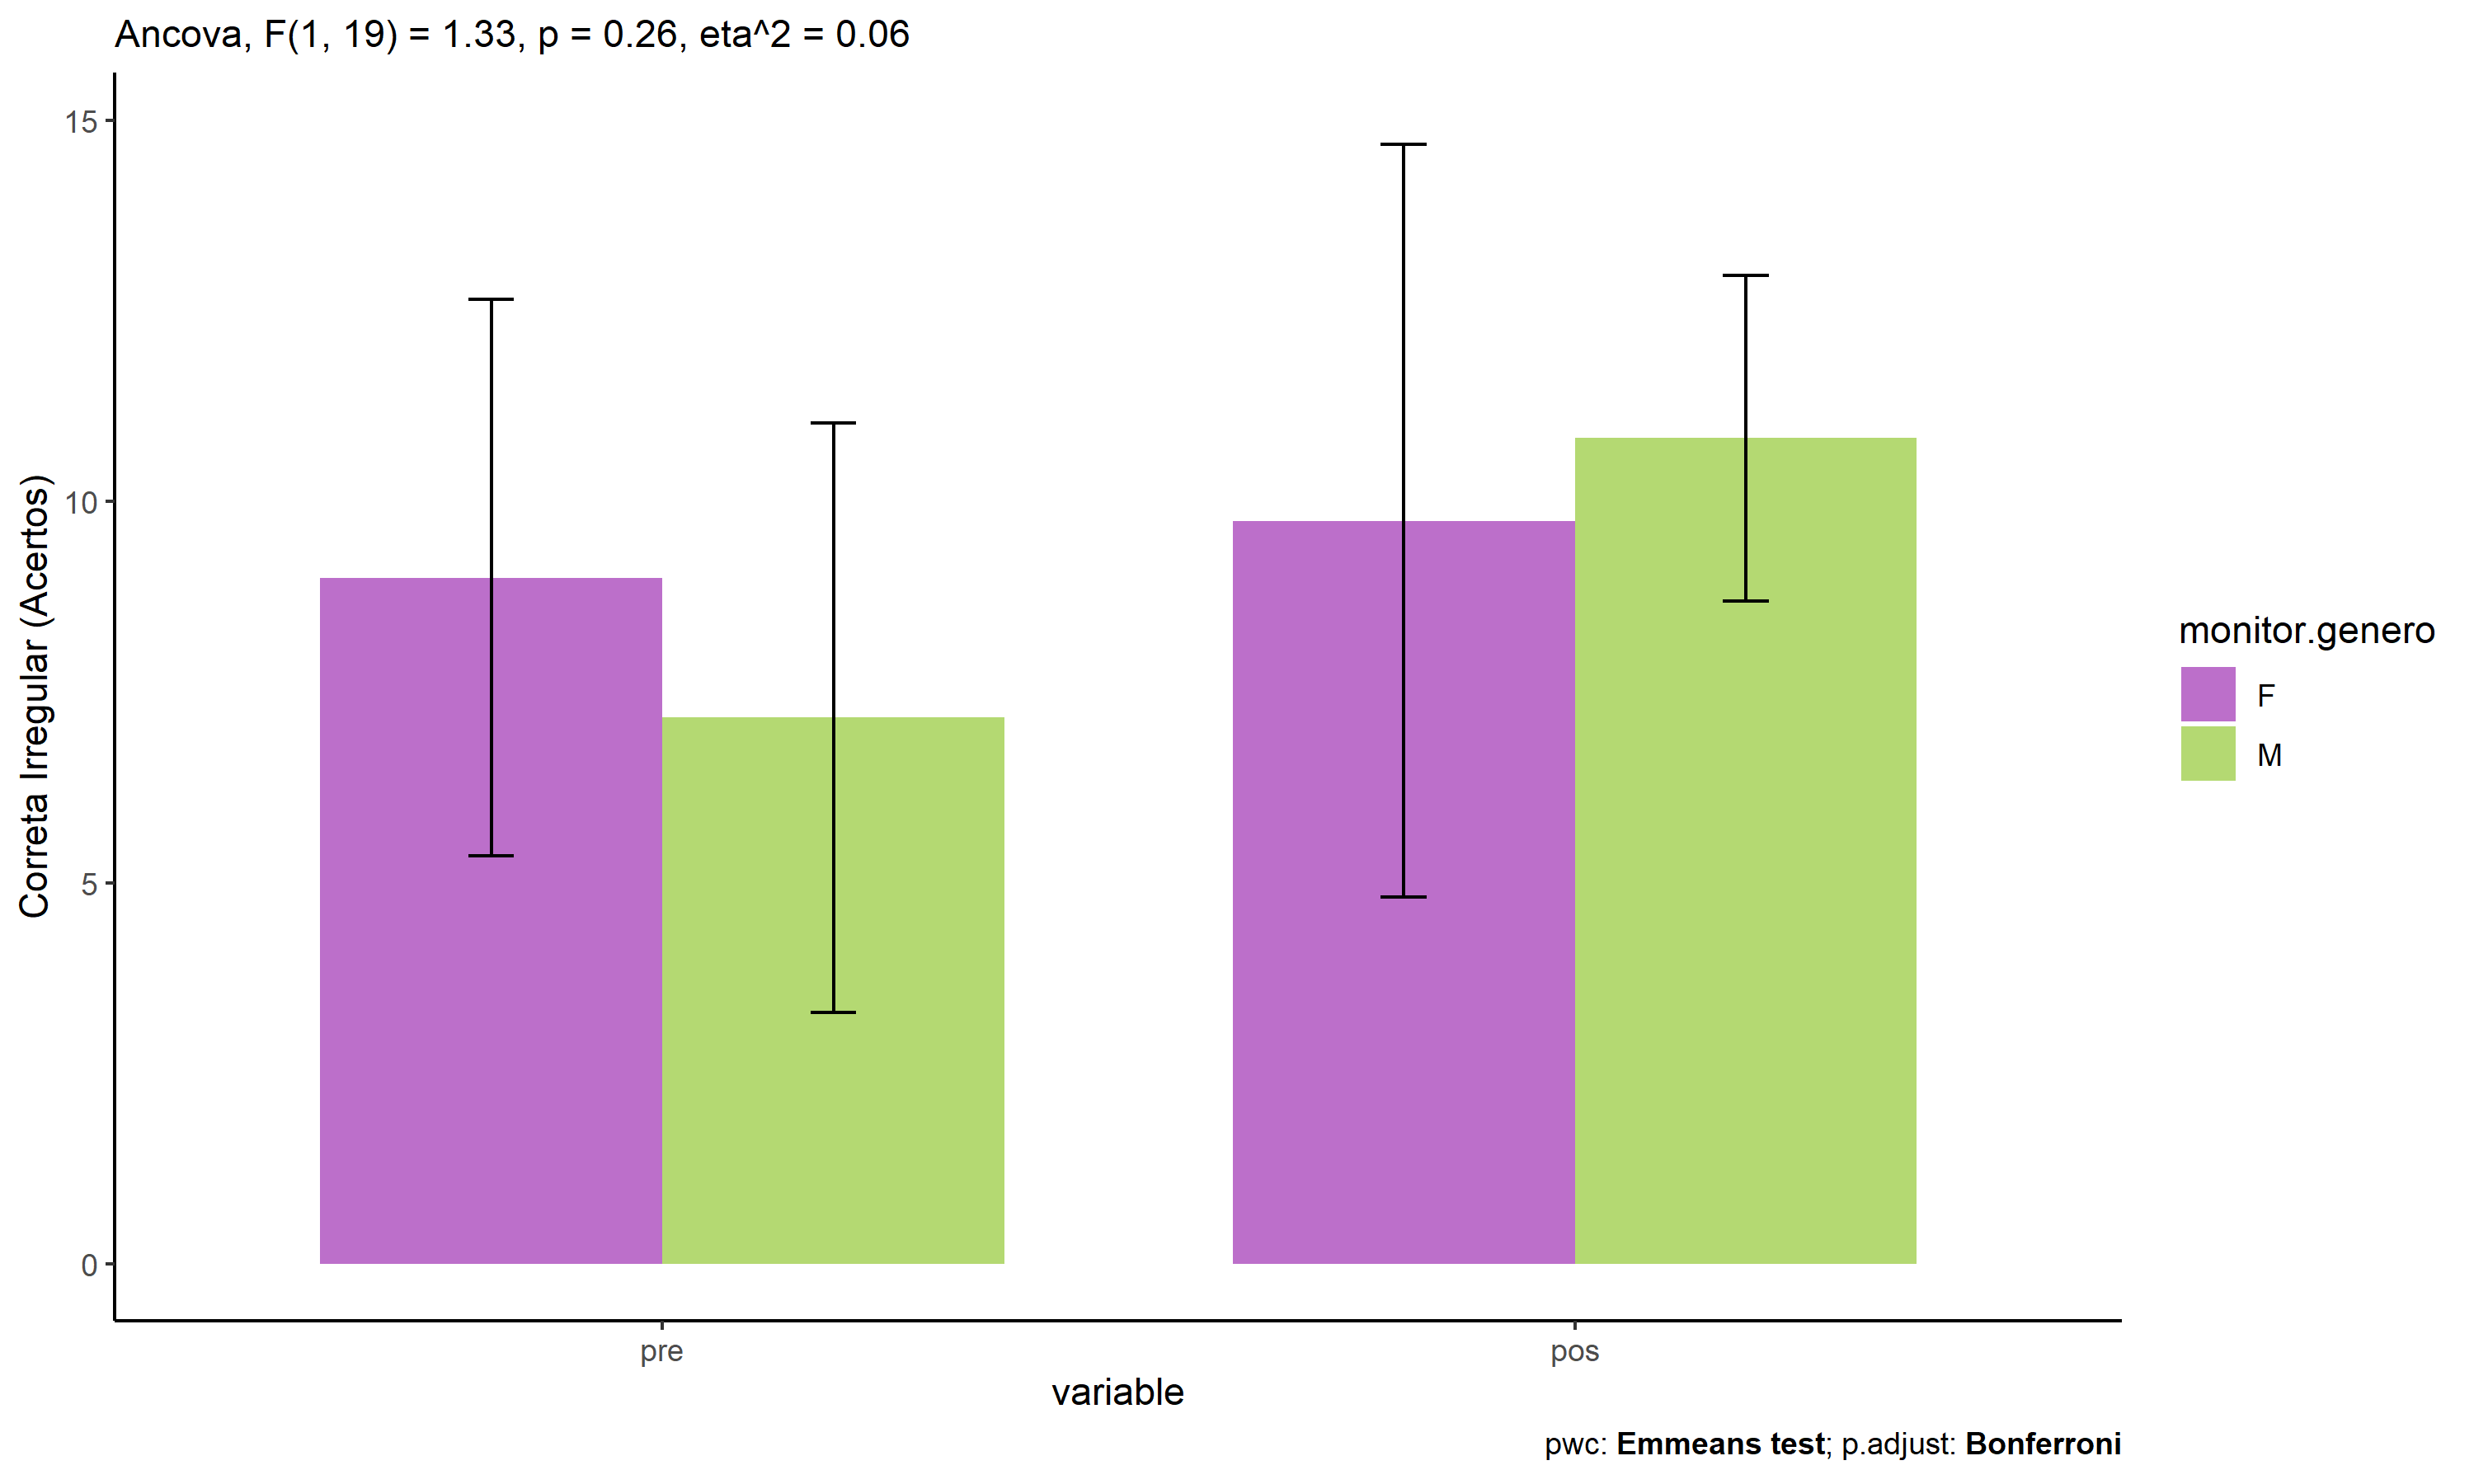 Ancova, F(1, 19) = 1.33, p = 0.26, eta^2 = 0.06
15
10
5
0
Correta Irregular (Acertos)
pre
pos
variable
monitor.genero
F
M
pwc: Emmeans test; p.adjust: Bonferroni